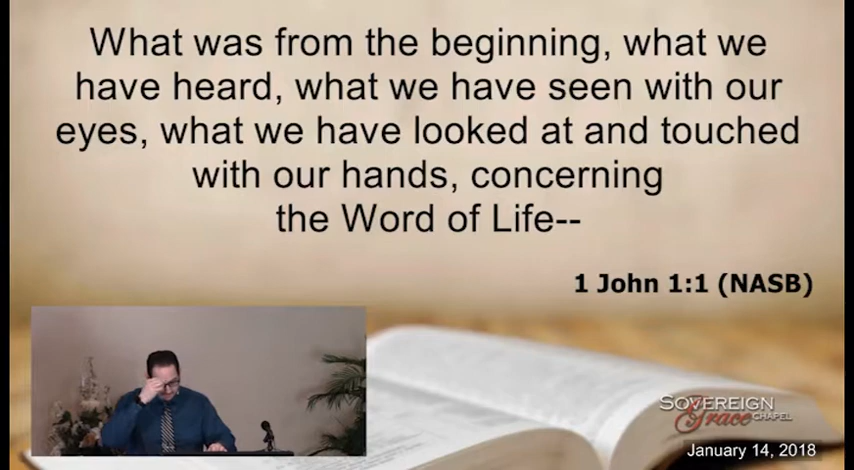 What was from the beginning, what we
have heard, what we have seen with our
eyes, what we have looked at and touched
with our hands, concerning
the Word of Life--
1 John 1:1 (NASB)
SOVEREIGN
Grace CHAPEL
January 14, 2018